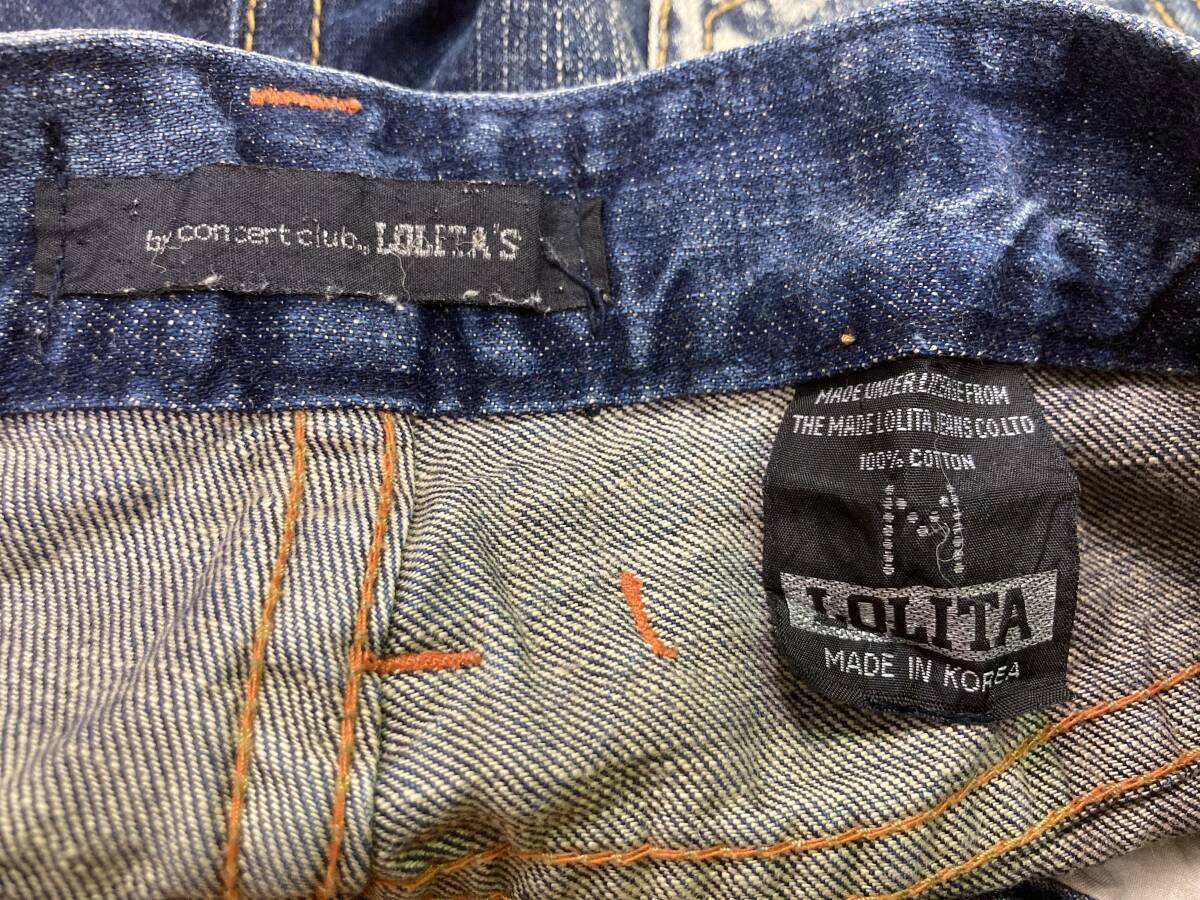 by concert club., LOLITA'S
MADE UNDER LICENSE FROM
THE MADE LOLITA JEANS CO.LTD
100% COTTON
LOLITA
MADE IN KOREA